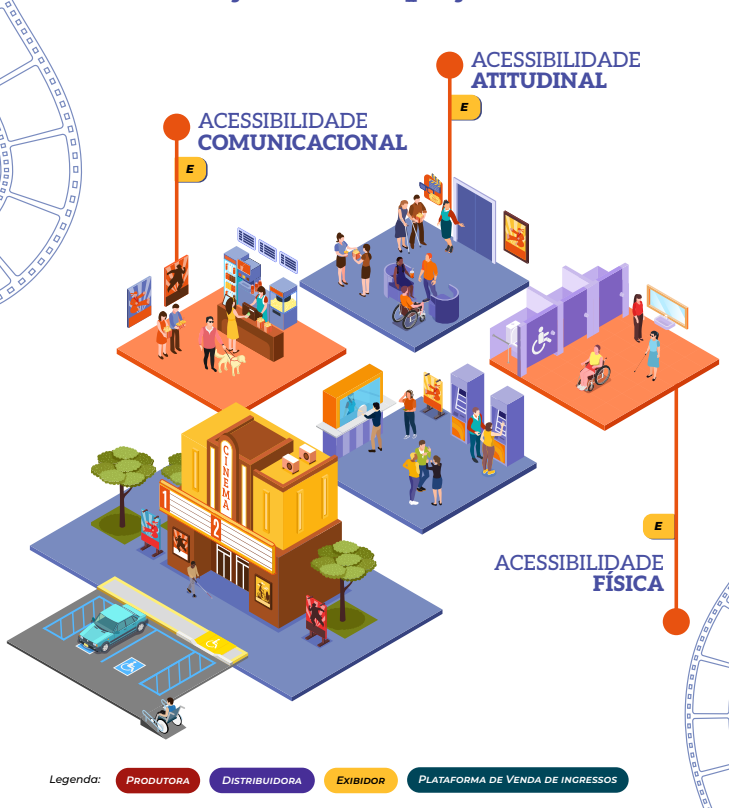 ACESSIBILIDADE
ATITUDINAL
E
ACESSIBILIDADE
COMUNICACIONAL
E
CINEMA
1
2
E
ACESSIBILIDADE
FÍSICA
Legenda:
PRODUTORA
DISTRIBUIDORA
EXIBIDOR
PLATAFORMA DE VENDA DE INGRESSOS